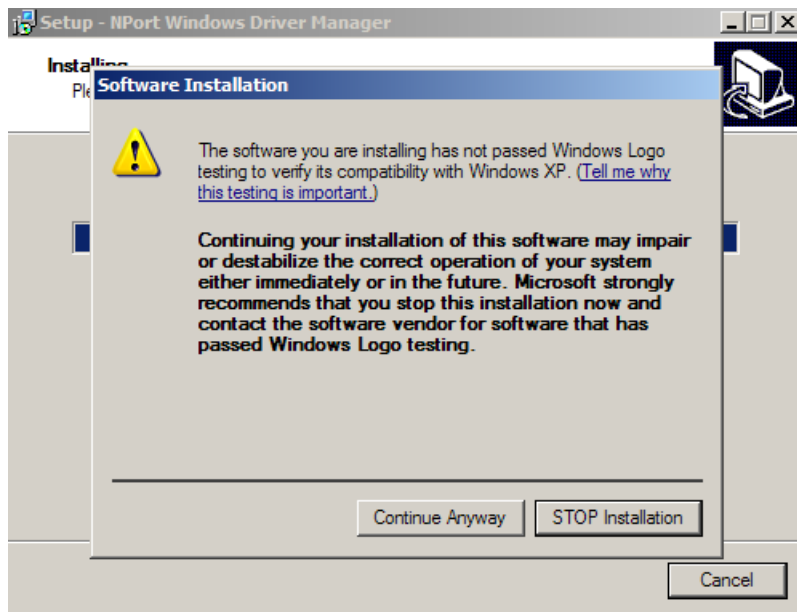 Setup - NPort Windows Driver Manager
Software Installation
The software you are installing has not passed Windows Logo
testing to verify its compatibility with Windows XP. (Tell me why
this testing is important.)
Continuing your installation of this software may impair
or destabilize the correct operation of your system
either immediately or in the future. Microsoft strongly
recommends that you stop this installation now and
contact the software vendor for software that has
passed Windows Logo testing.
Continue Anyway
STOP Installation
Cancel